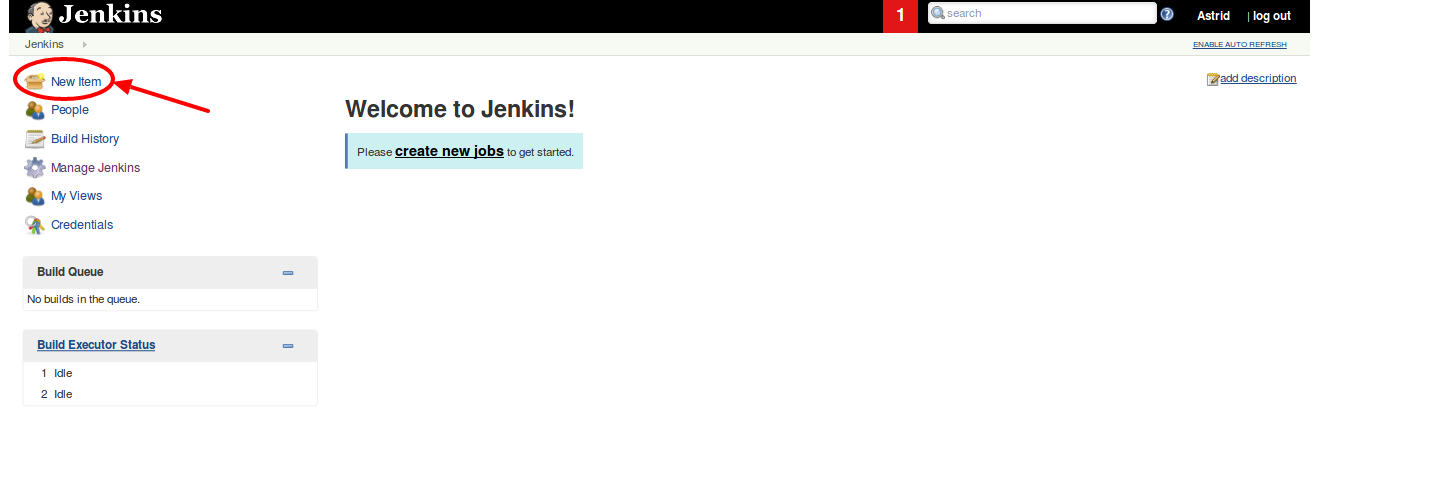 Jenkins
1
search
Astrid | log out
Jenkins
ENABLE AUTO REFRESH
New Item
add description
People
Build History
Manage Jenkins
My Views
Credentials
Welcome to Jenkins!
Please create new jobs to get started.
Build Queue
No builds in the queue.
Build Executor Status
1 Idle
2 Idle